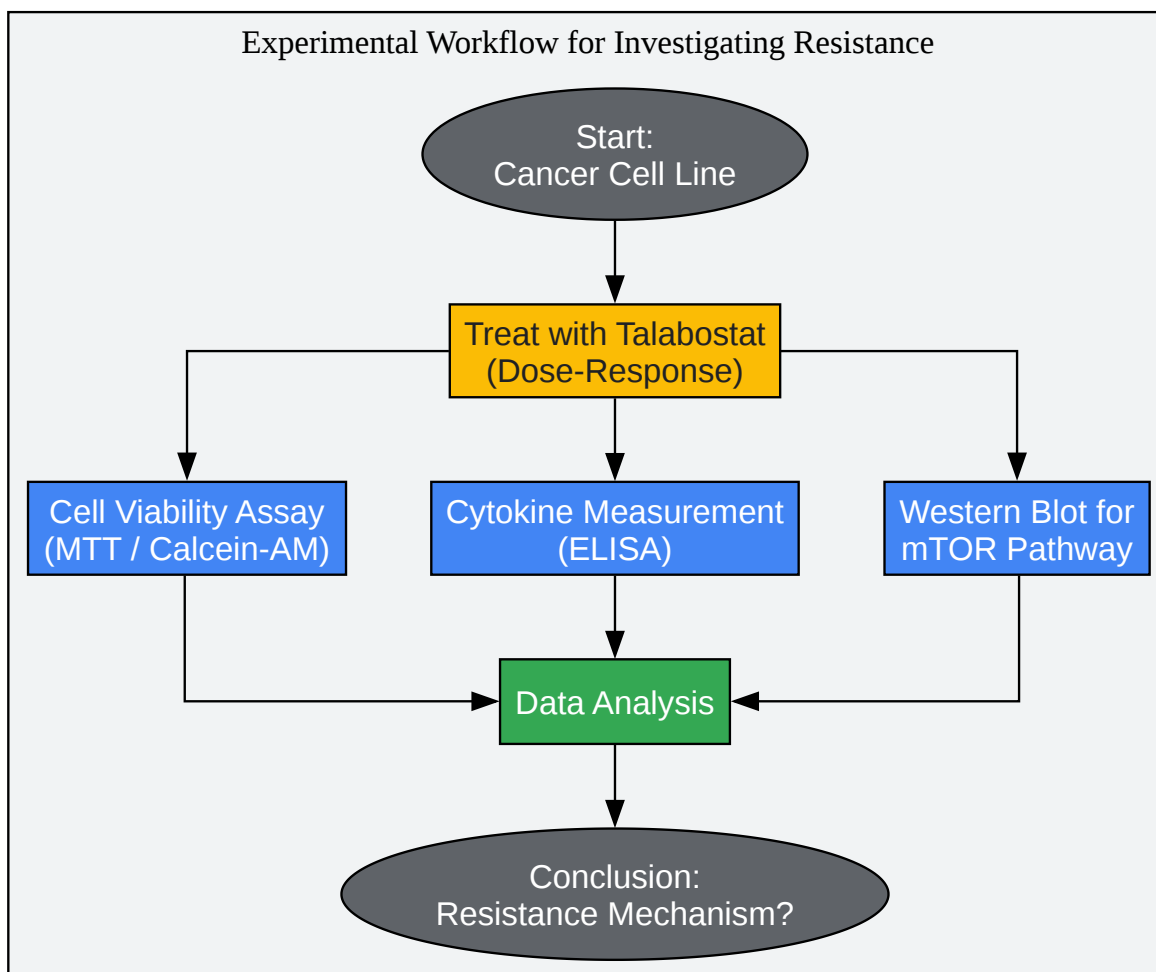 Experimental Workflow for Investigating Resistance
Start:
Cancer Cell Line
Treat with Talabostat
(Dose-Response)
Cell Viability Assay
(MTT / Calcein-AM)
Cytokine Measurement
(ELISA)
Western Blot for
mTOR Pathway
Data Analysis
Conclusion:
Resistance Mechanism?